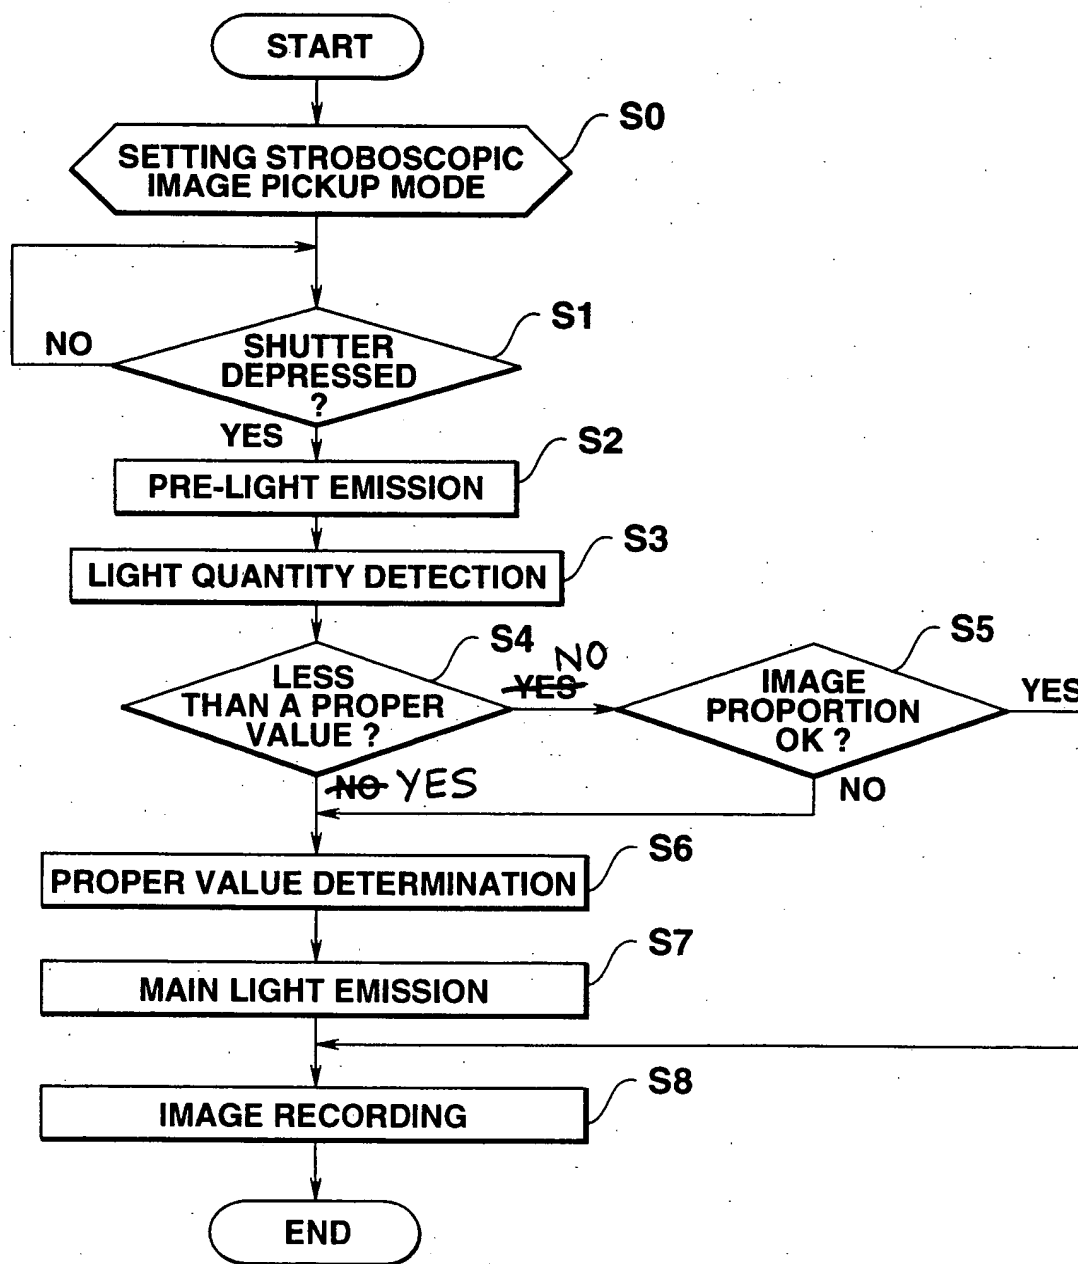 START
S0
SETTING STROBOSCOPIC
IMAGE PICKUP MODE
S1
NO
SHUTTER
DEPRESSED
?
YES
S2
PRE-LIGHT EMISSION
S3
LIGHT QUANTITY DETECTION
S4
NO
YES
LESS
THAN A PROPER
VALUE ?
NO YES
S5
IMAGE
PROPORTION
OK ?
YES
NO
S6
PROPER VALUE DETERMINATION
S7
MAIN LIGHT EMISSION
S8
IMAGE RECORDING
END